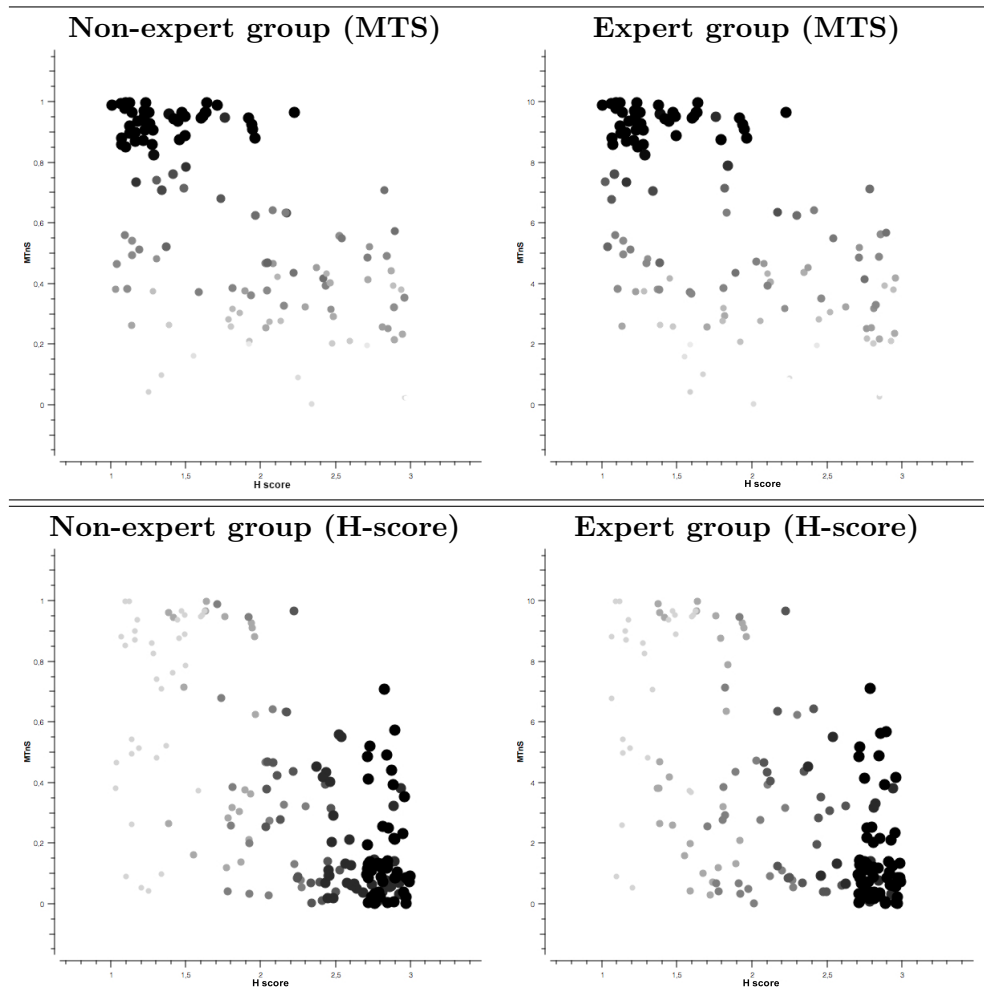 Non-expert group (MTS)
MTnS
1
0,8
0,6
0,4
0,2
0
1 1,5 2 2,5 3
H score
Expert group (MTS)
MTnS
10
8
6
4
2
0
1 1,5 2 2,5 3
H score
Non-expert group (H-score)
MTnS
1
0,8
0,6
0,4
0,2
0
1 1,5 2 2,5 3
H score
Expert group (H-score)
MTnS
10
8
6
4
2
0
1 1,5 2 2,5 3
H score